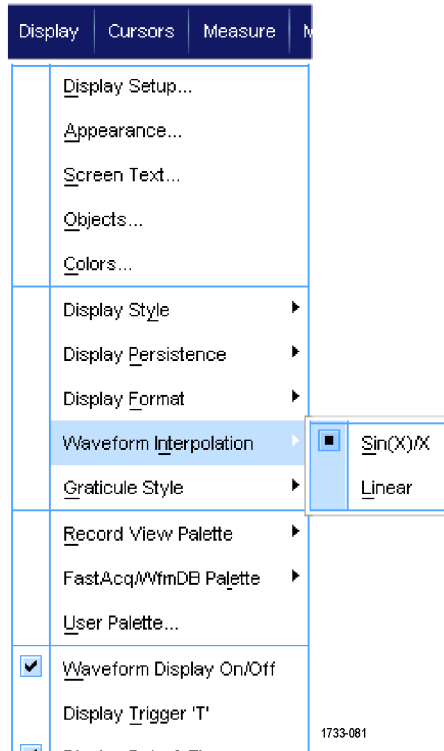 Display Cursors Measure
Display Setup...
Appearance...
Screen Text...
Objects...
Colors...
Display Style
Display Persistence
Display Format
Waveform Interpolation
Sin(X)/X
Linear
Graticule Style
Record View Palette
FastAcq/WfmDB Palette
User Palette...
Waveform Display On/Off
Display Trigger 'T'
1733-081